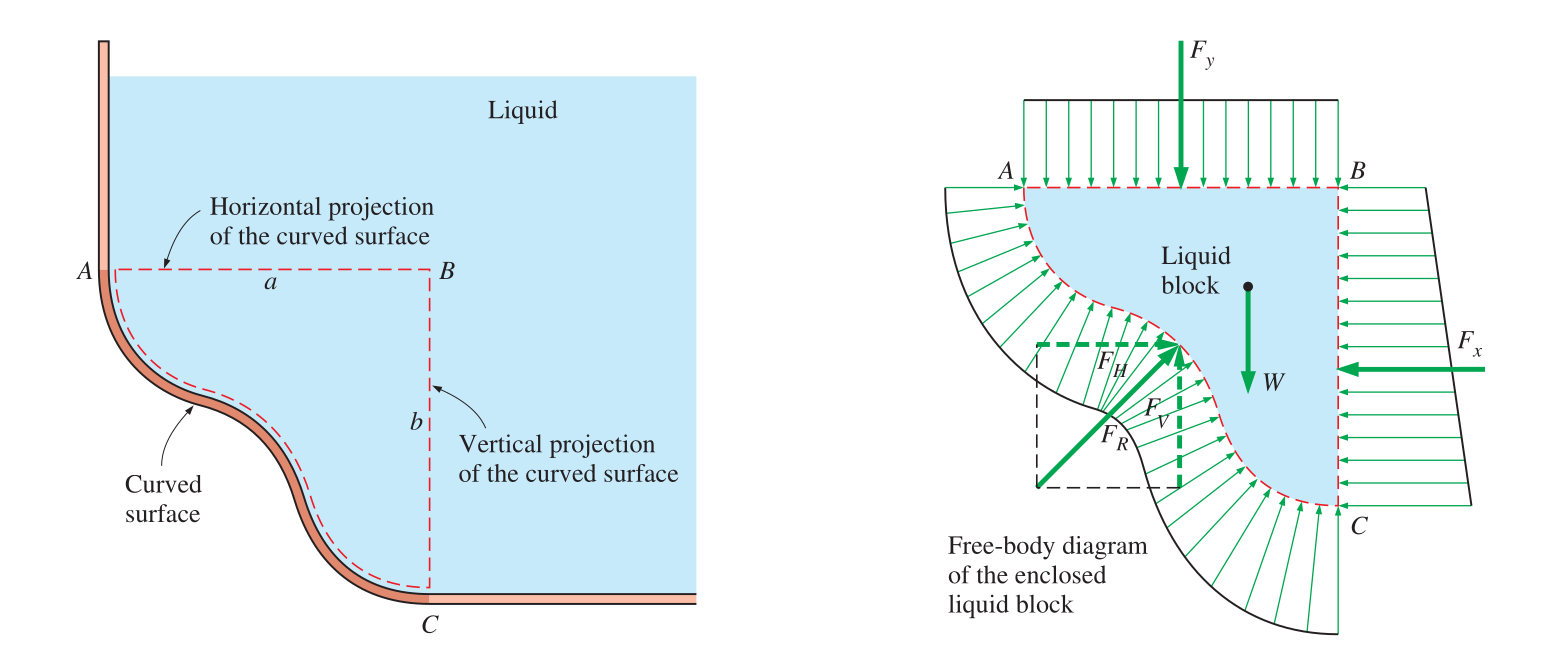 Liquid
Horizontal projection
of the curved surface
A
B
a
b
Vertical projection
of the curved surface
Curved
surface
C
F_y
A
B
Liquid
block
F_x
F_H
W
F_V
F_R
C
Free-body diagram
of the enclosed
liquid block